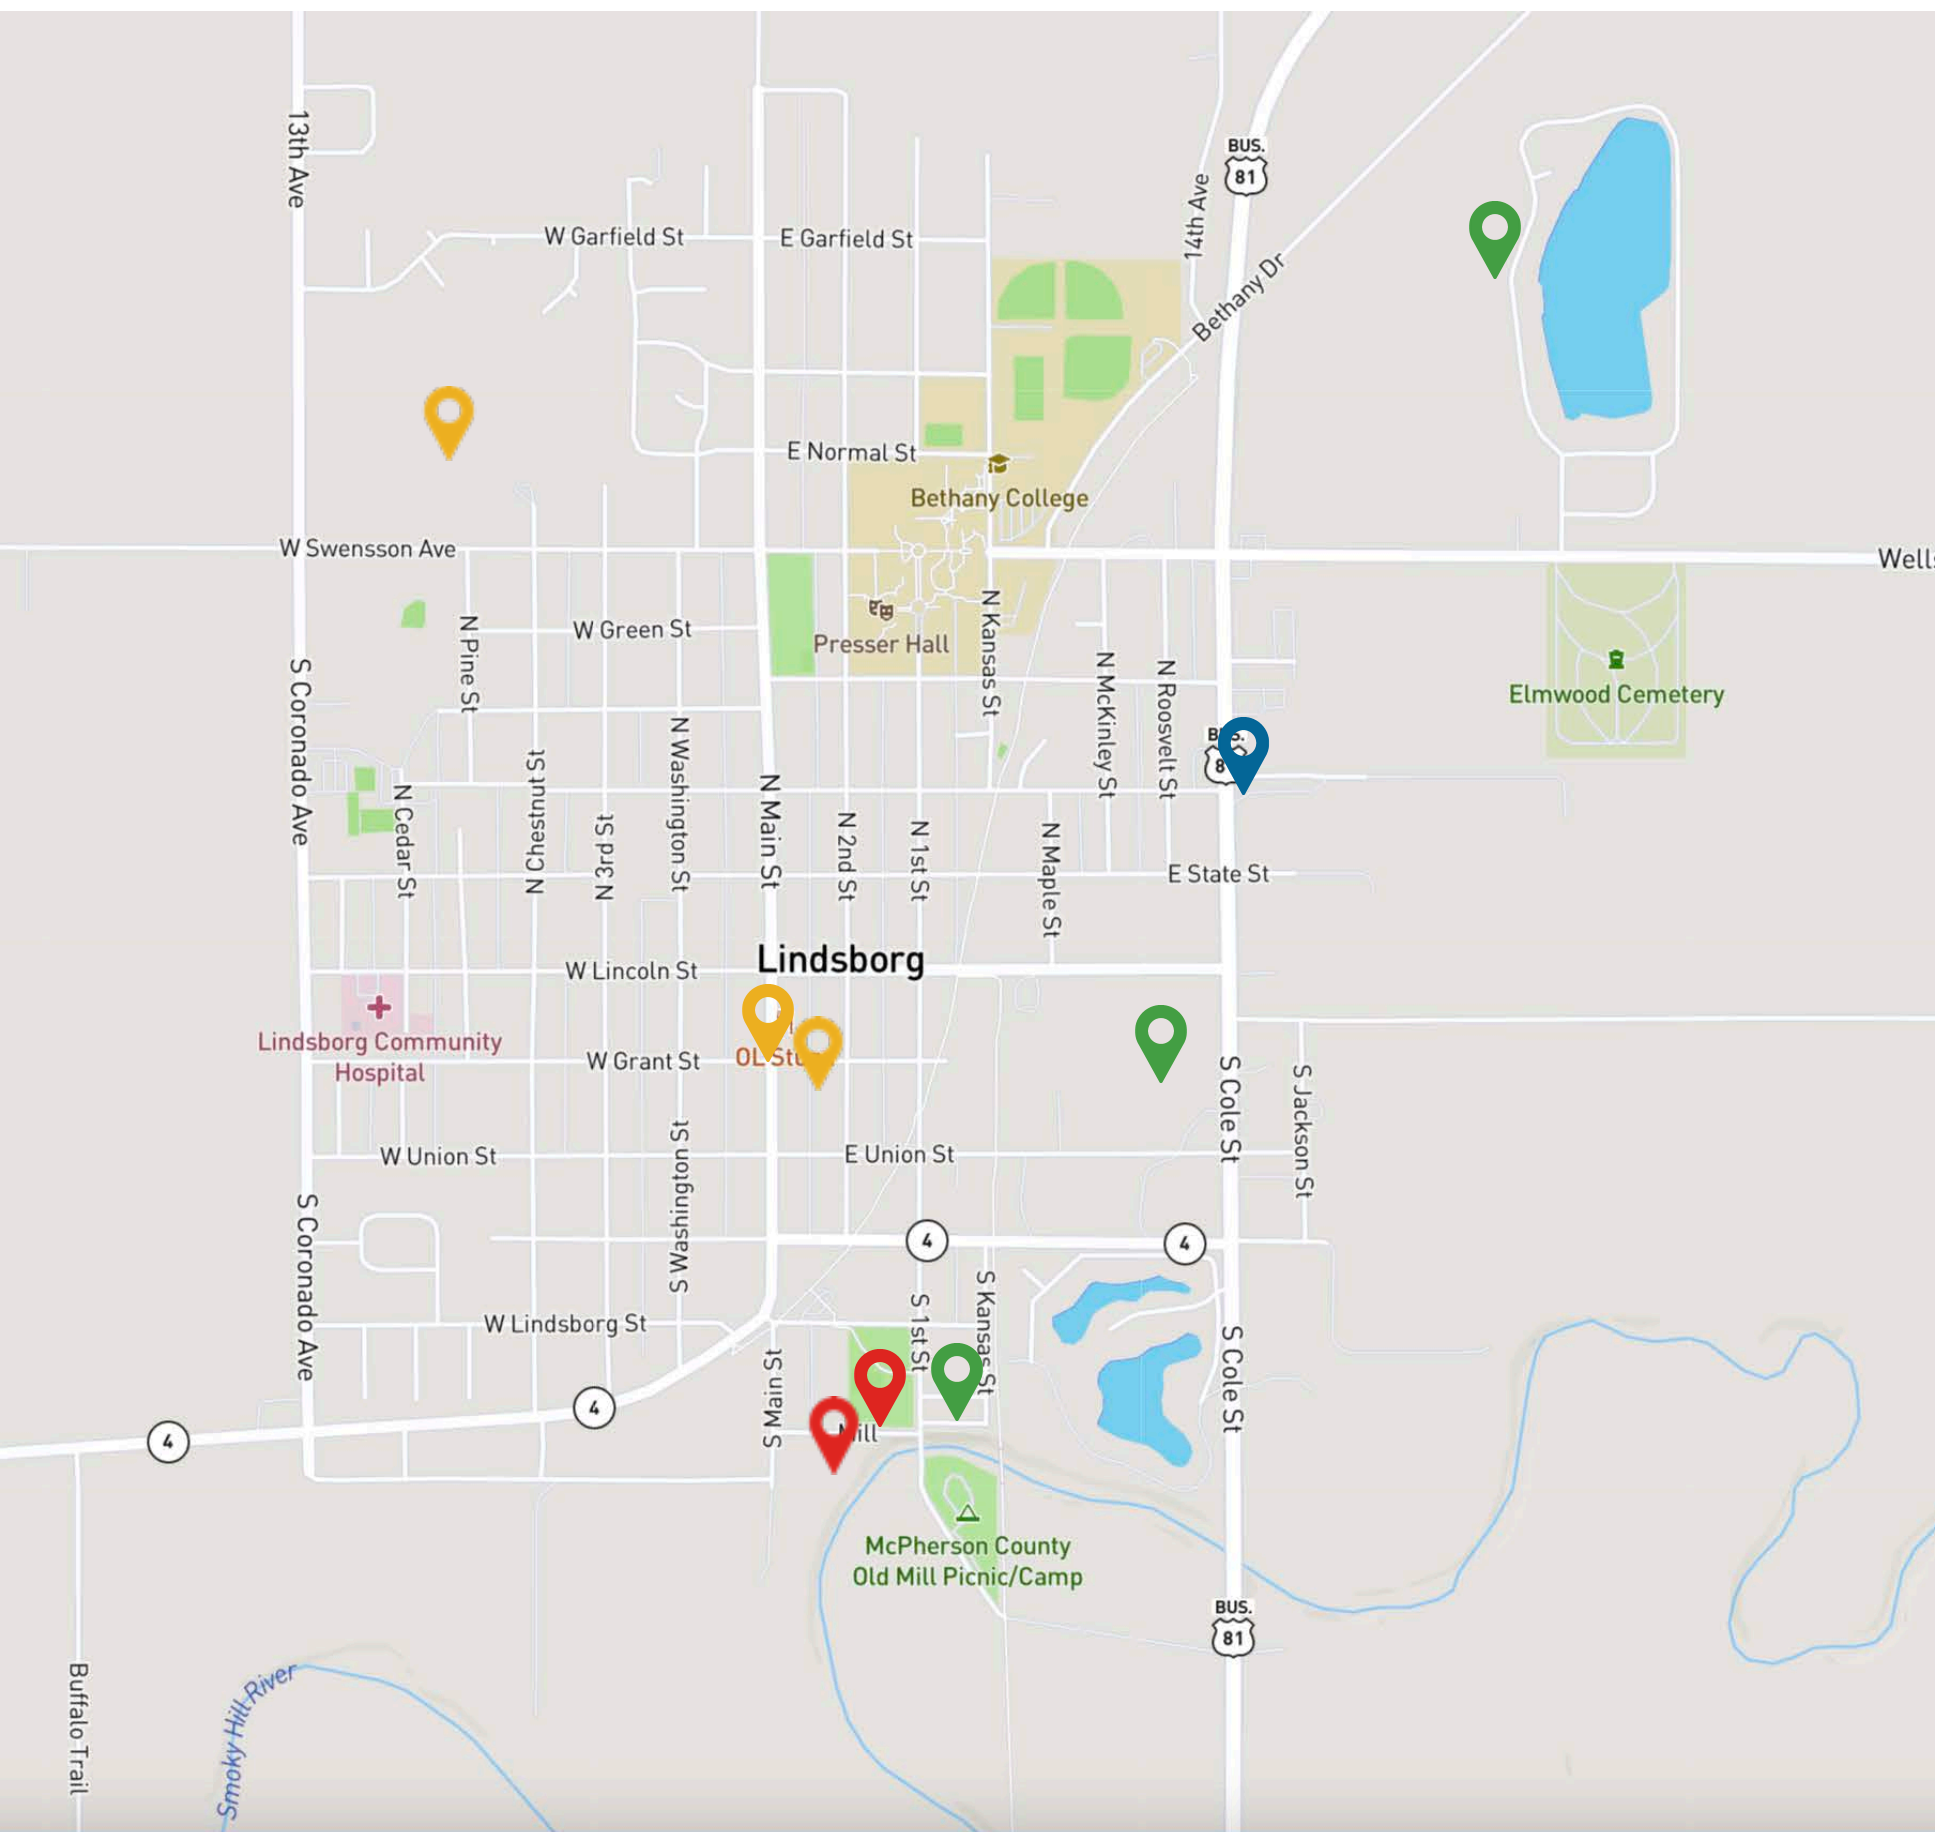 13th Ave
BUS.
81
14th Ave
W Garfield St
E Garfield St
Bethany Dr
E Normal St
Bethany College
W Swensson Ave
N Pine St
W Green St
Presser Hall
N Kansas St
N McKinley St
N Roosvelt St
Elmwood Cemetery
S Coronado Ave
N Cedar St
N Chestnut St
N 3rd St
N Washington St
N Main St
N 2nd St
N 1st St
N Maple St
E State St
Lindsborg
W Lincoln St
Lindsborg Community
Hospital
W Grant St
OL
S Cole St
S Jackson St
W Union St
E Union St
S Washington St
S Coronado Ave
4
4
W Lindsborg St
S 1st St
S Kansas St
S Main St
S Cole St
4
4
McPherson County
Old Mill Picnic/Camp
BUS.
81
Buffalo Trail
Smoky Hill River